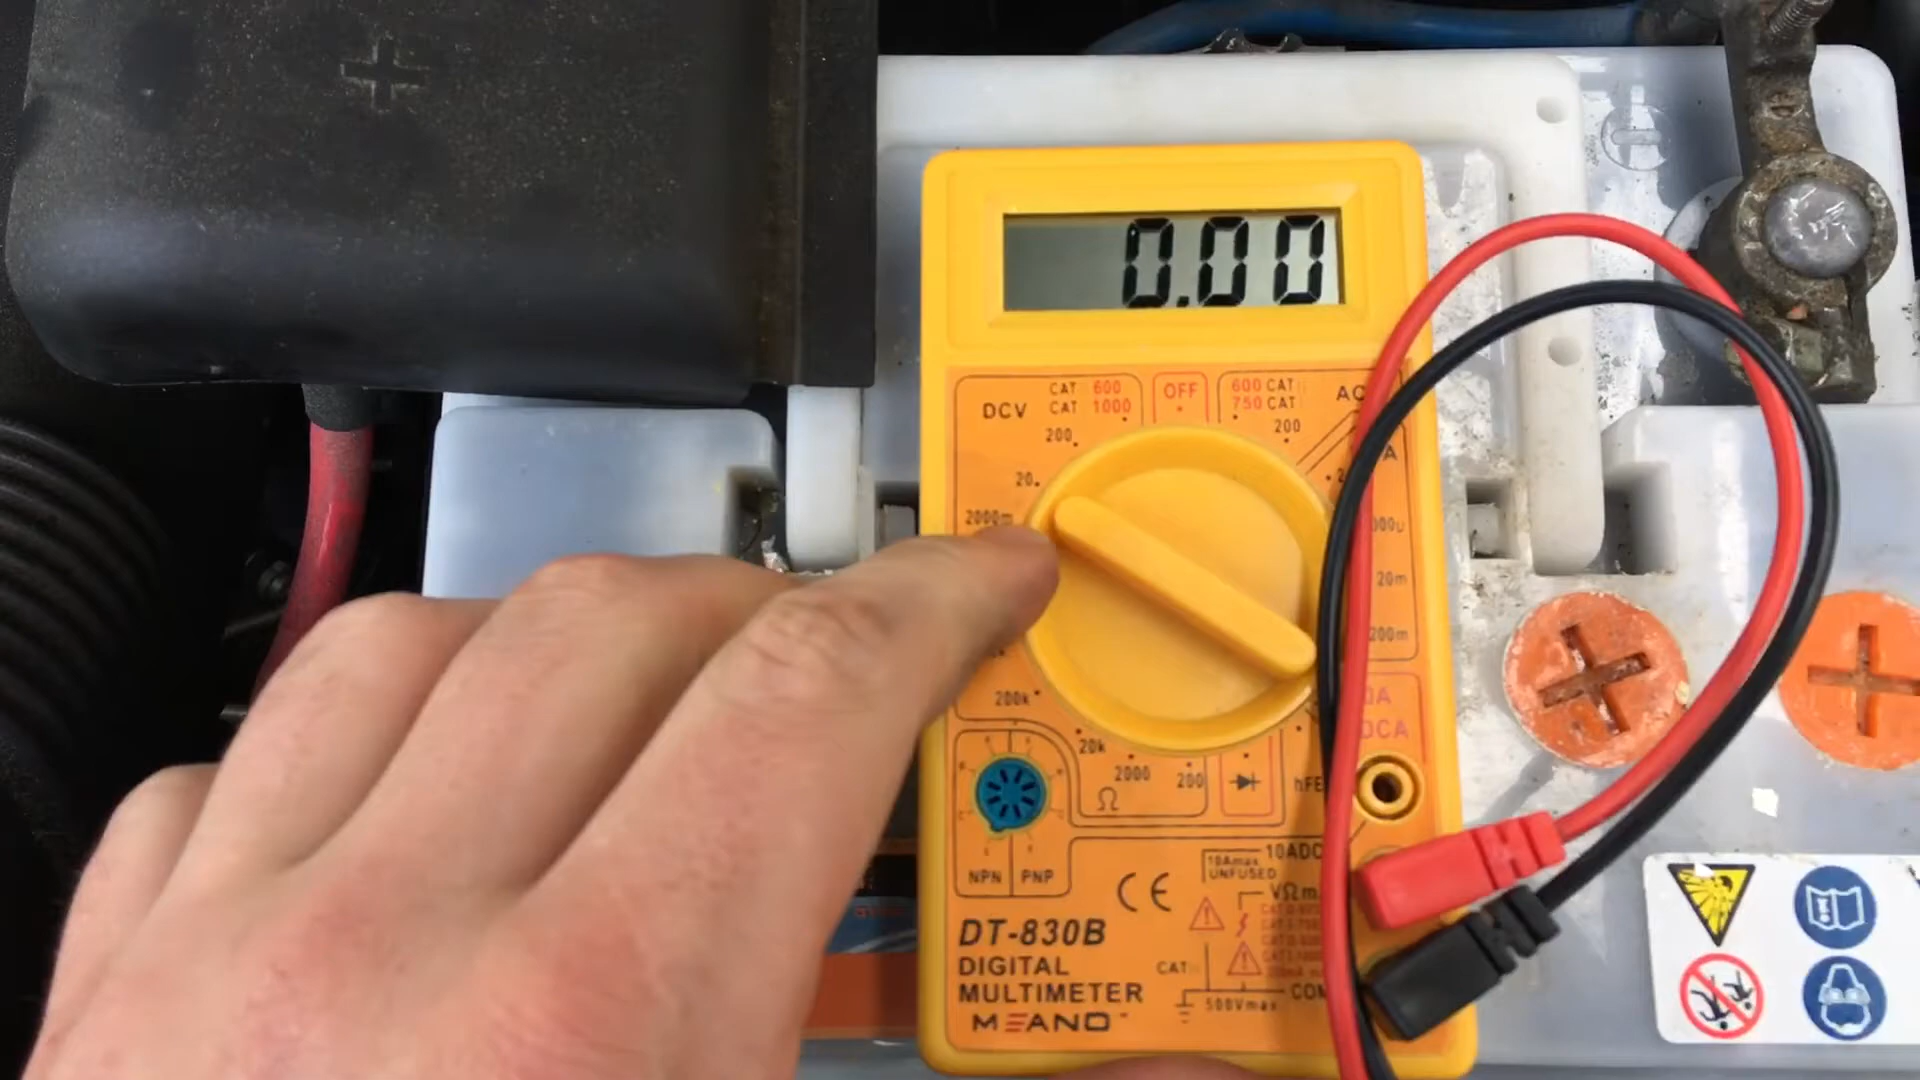 0.00
DCV
CAT 600
CAT 1000
OFF
600 CAT
750 CAT
AC
200
200
20
2000m
A
20m
200m
200k
20k
2000
200
Ω
hFE
DCA
NPN
PNP
CE
10Amax
UNFUSED
10ADC
VΩm
DT-830B
DIGITAL
MULTIMETER
MEANO
CAT
500Vmax
COM